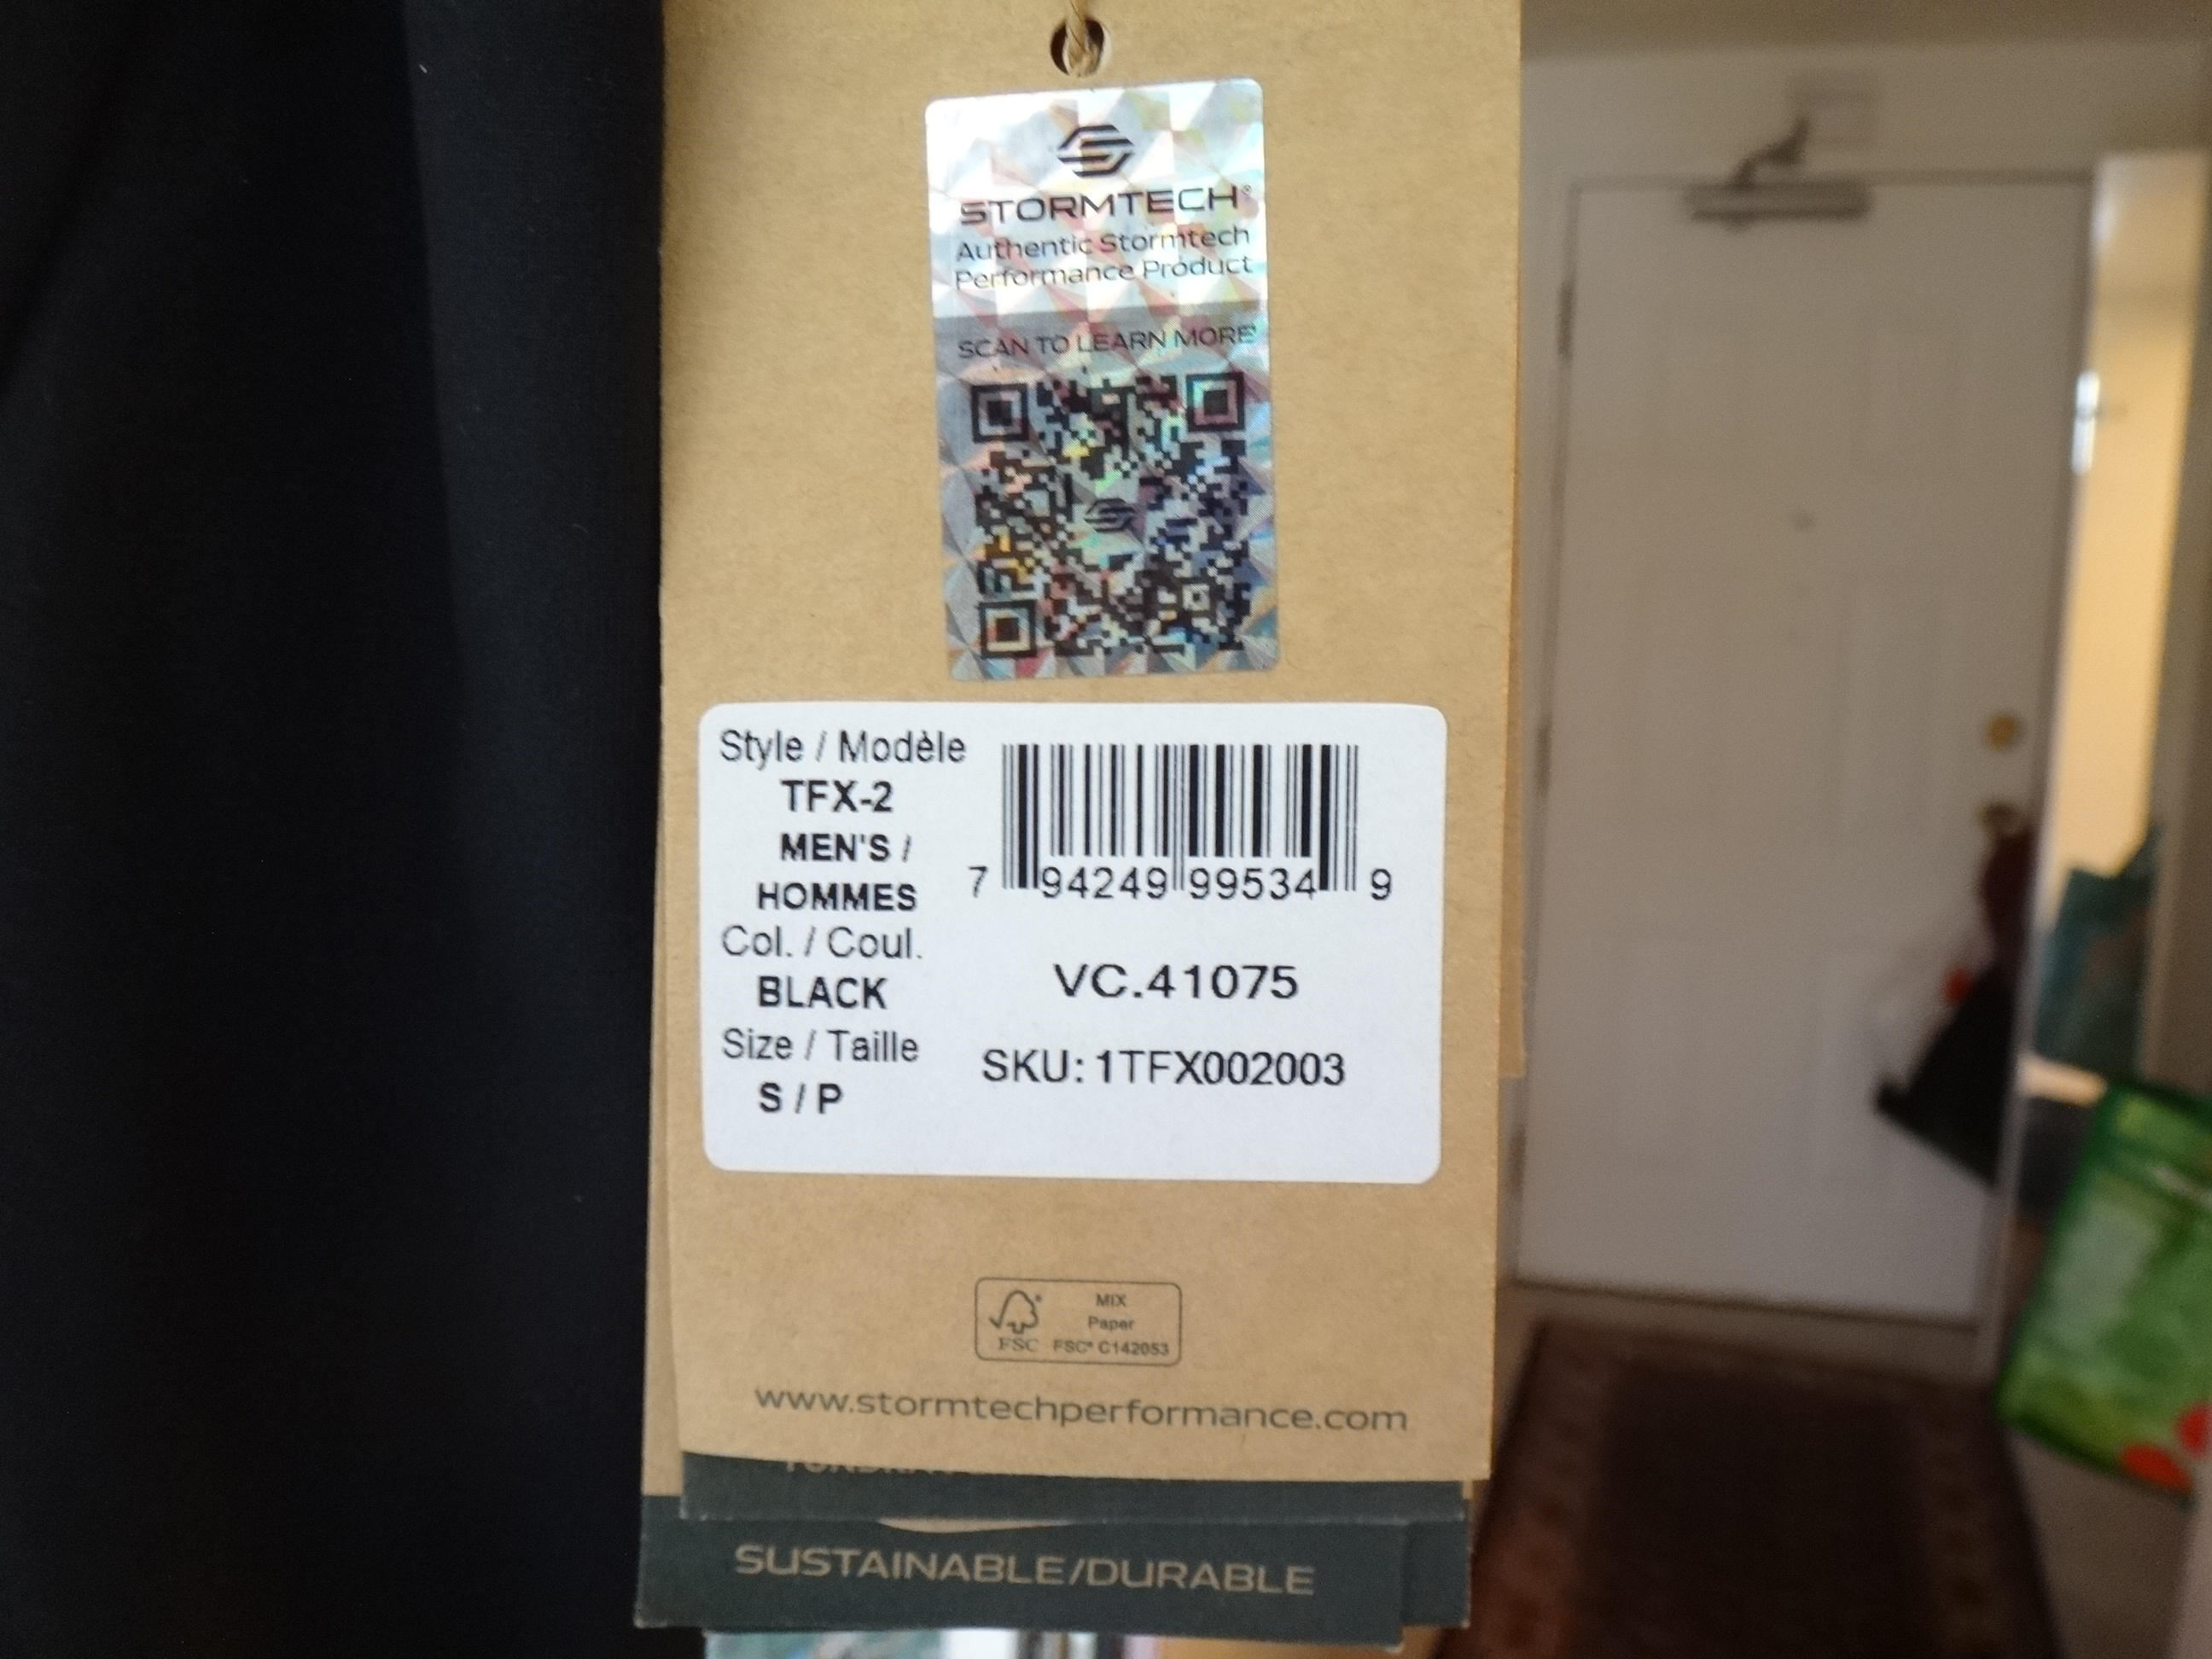 STORMTECH®
Authentic Stormtech
Performance Product
SCAN TO LEARN MORE
Style / Modèle
TFX-2
MEN'S /
HOMMES
Col. / Coul.
BLACK
Size / Taille
S / P
7 94249 99534 9
VC.41075
SKU: 1TFX002003
MIX
Paper
FSC FSC® C142053
www.stormtechperformance.com
SUSTAINABLE/DURABLE